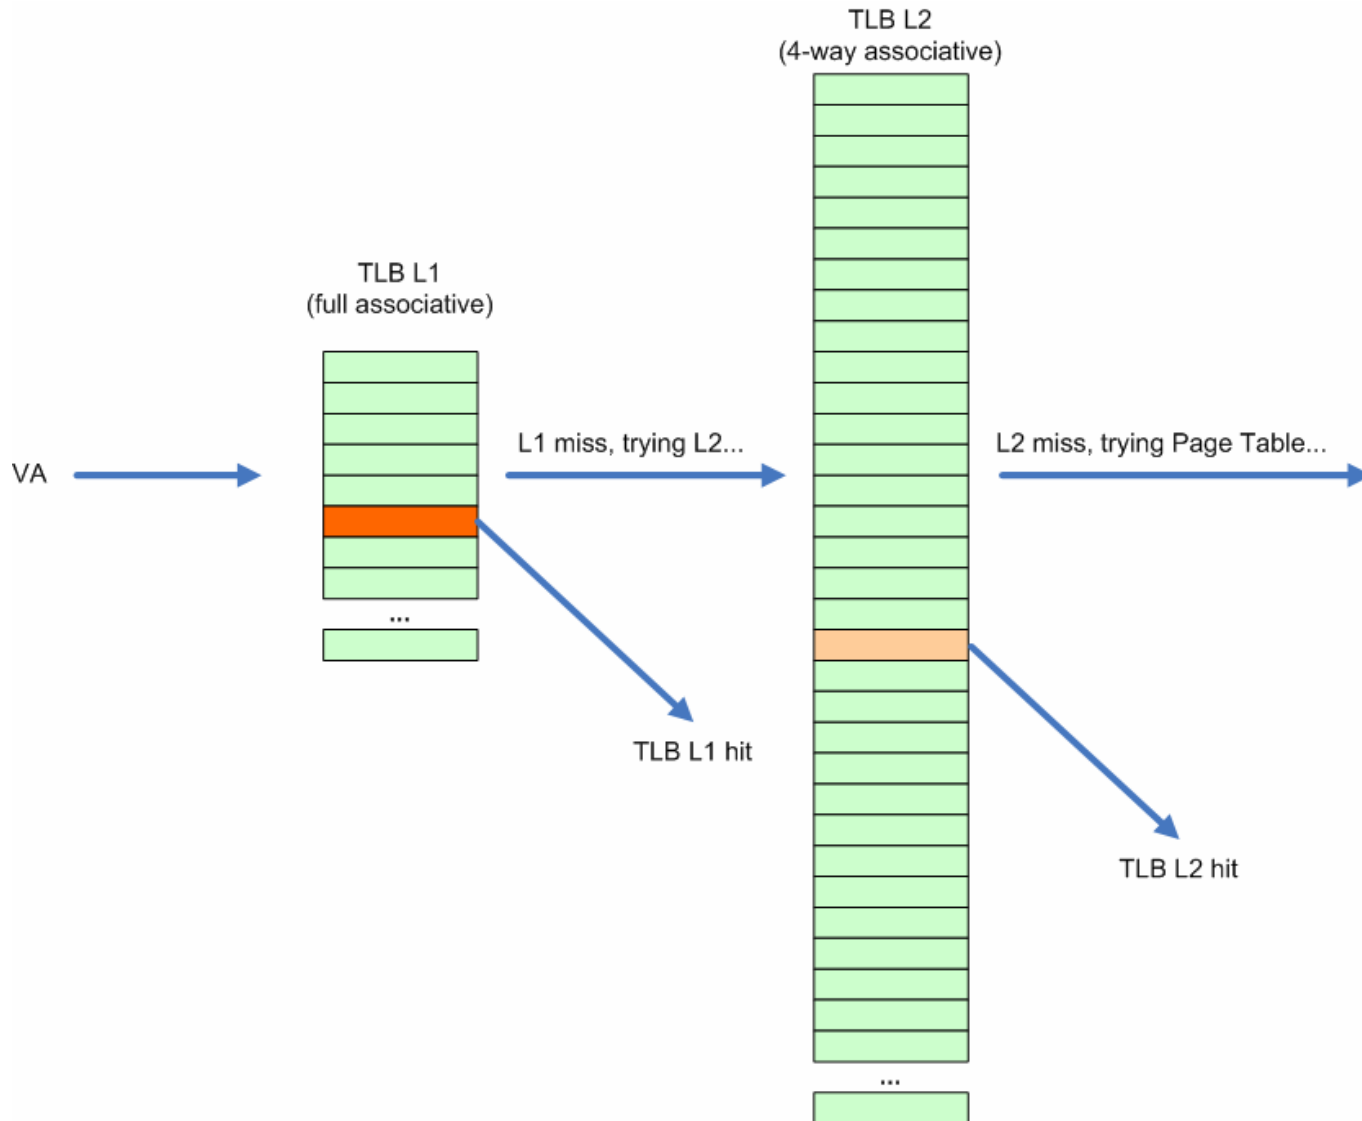 TLB L2
(4-way associative)
TLB L1
(full associative)
VA
L1 miss, trying L2...
L2 miss, trying Page Table...
...
TLB L1 hit
TLB L2 hit
...